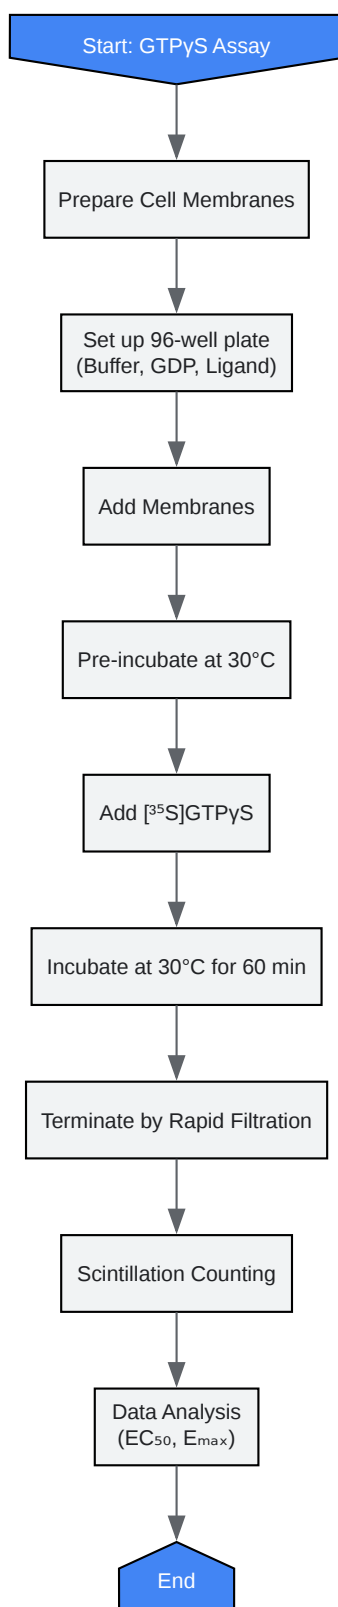 Start: GTPγS Assay
Prepare Cell Membranes
Set up 96-well plate
(Buffer, GDP, Ligand)
Add Membranes
Pre-incubate at 30°C
Add [³⁵S]GTPγS
Incubate at 30°C for 60 min
Terminate by Rapid Filtration
Scintillation Counting
Data Analysis
(EC₅₀, Eₘₐₓ)
End